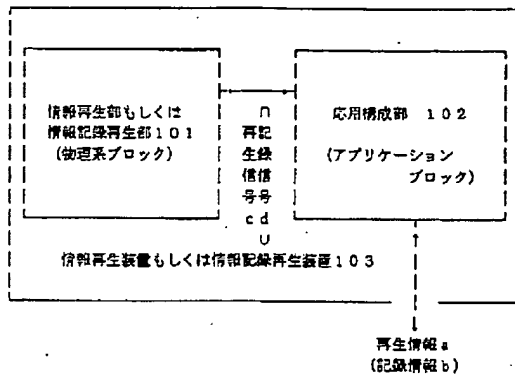 情報再生部もしくは
情報記録再生部101
(物理系ブロック)
∩
再記
生録
信信
号号
cd
∪
応用構成部 102
(アプリケーション
ブロック)
情報再生装置もしくは情報記録再生装置103
再生情報a
(記録情報b)